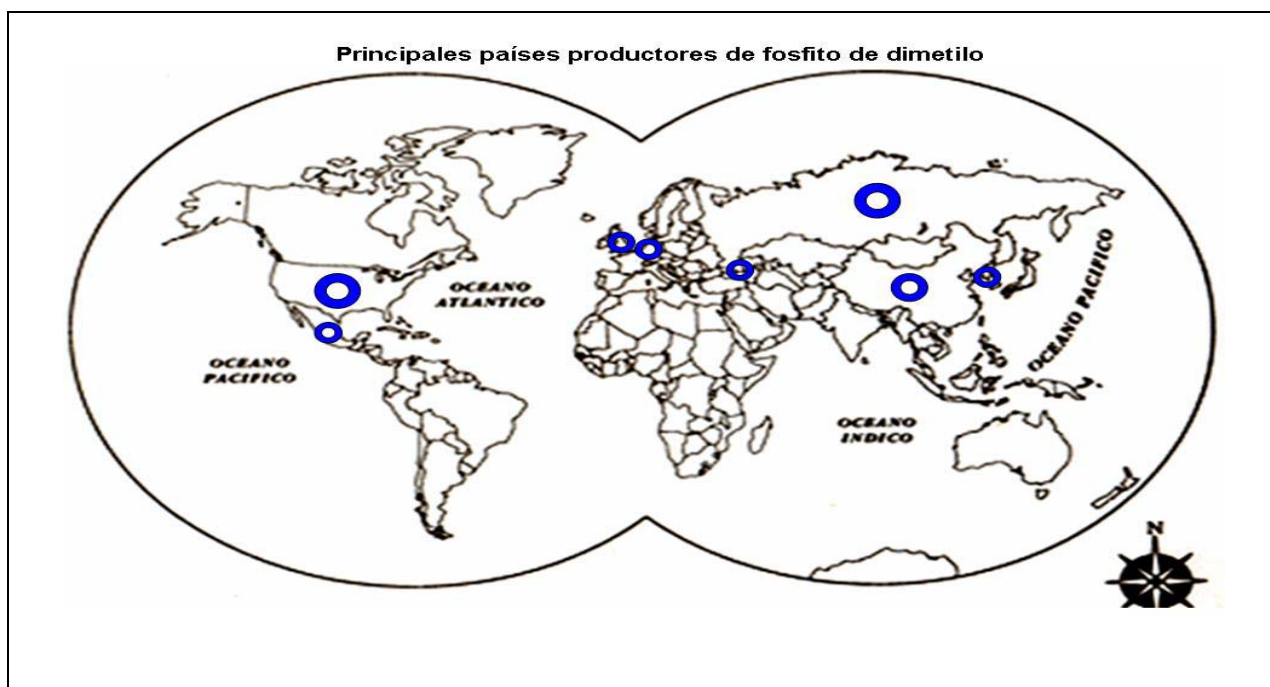 Principales países productores de fosfito de dimetilo
OCEANO
ATLANTICO
OCEANO
PACIFICO
OCEANO PACIFICO
OCEANO
INDICO
N